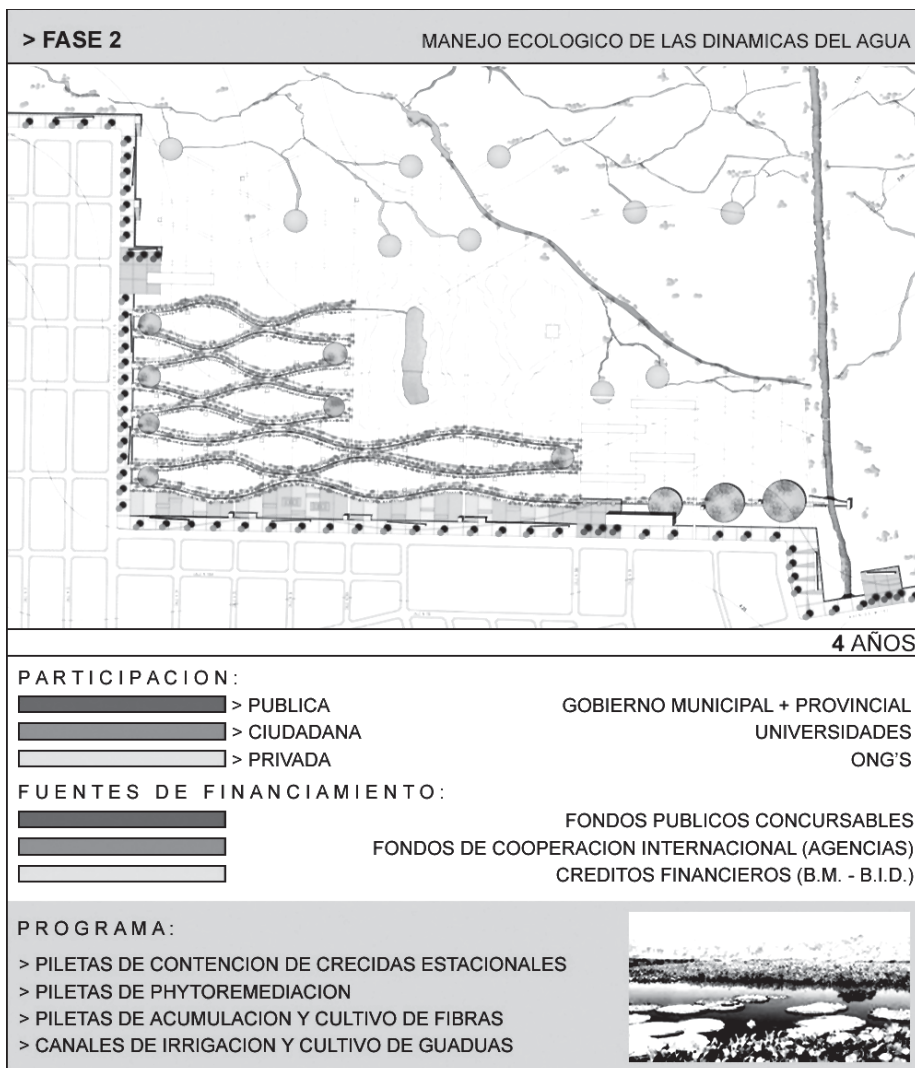 > FASE 2 MANEJO ECOLOGICO DE LAS DINAMICAS DEL AGUA
4 AÑOS
PARTICIPACION:
> PUBLICA GOBIERNO MUNICIPAL + PROVINCIAL
> CIUDADANA UNIVERSIDADES
> PRIVADA ONG'S
FUENTES DE FINANCIAMIENTO:
FONDOS PUBLICOS CONCURSABLES
FONDOS DE COOPERACION INTERNACIONAL (AGENCIAS)
CREDITOS FINANCIEROS (B.M. - B.I.D.)
PROGRAMA:
> PILETAS DE CONTENCION DE CRECIDAS ESTACIONALES
> PILETAS DE PHYTOREMEDIACION
> PILETAS DE ACUMULACION Y CULTIVO DE FIBRAS
> CANALES DE IRRIGACION Y CULTIVO DE GUADUAS